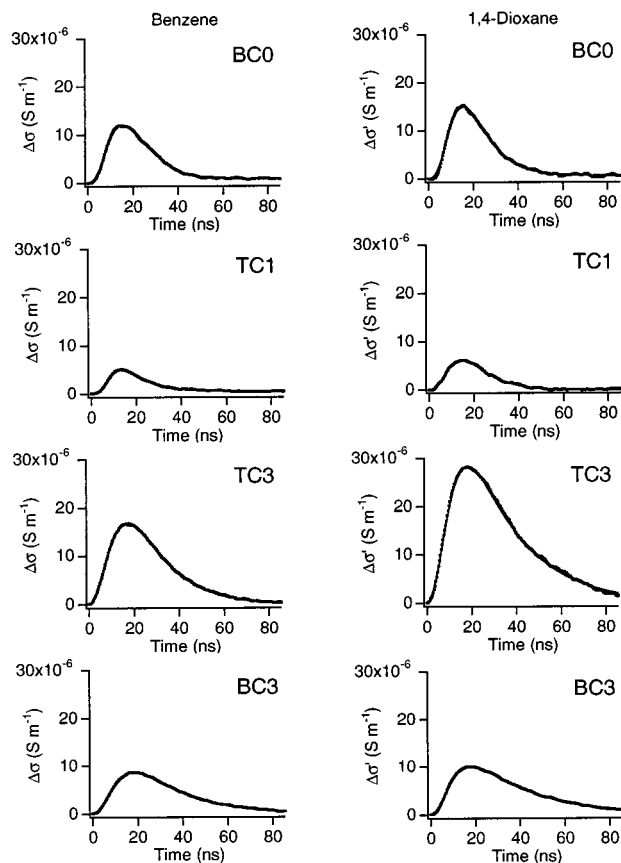 Benzene
1,4-Dioxane
30x10-6
BC0
20
10
0
Δσ (S m-1)
0 20 40 60 80
Time (ns)
30x10-6
BC0
20
10
0
Δσ' (S m-1)
0 20 40 60 80
Time (ns)
30x10-6
TC1
20
10
0
Δσ (S m-1)
0 20 40 60 80
Time (ns)
30x10-6
TC1
20
10
0
Δσ' (S m-1)
0 20 40 60 80
Time (ns)
30x10-6
TC3
20
10
0
Δσ (S m-1)
0 20 40 60 80
Time (ns)
30x10-6
TC3
20
10
0
Δσ' (S m-1)
0 20 40 60 80
Time (ns)
30x10-6
BC3
20
10
0
Δσ (S m-1)
0 20 40 60 80
Time (ns)
30x10-6
BC3
20
10
0
Δσ' (S m-1)
0 20 40 60 80
Time (ns)